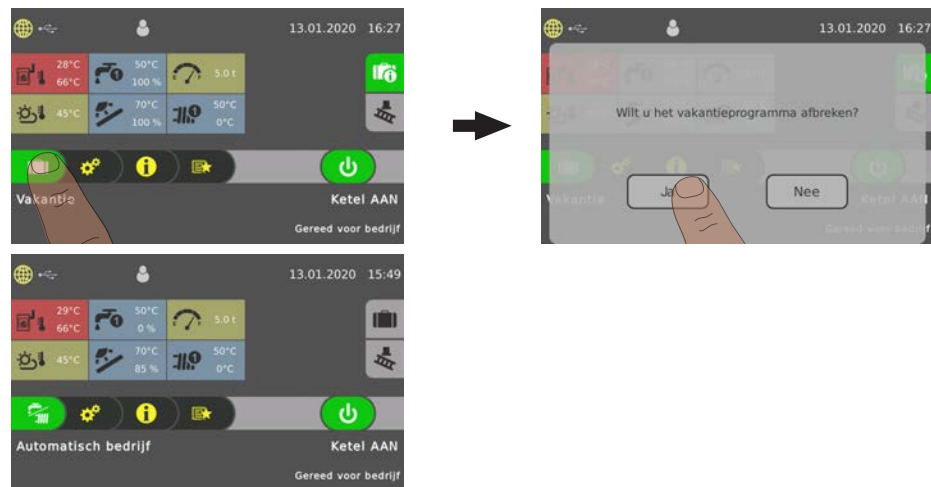 13.01.2020 16:27
28°C 50°C 5.0 t
66°C 100 %
45°C 70°C 50°C
100 % 0°C
Vakantie Ketel AAN
Gereed voor bedrijf
13.01.2020 16:27
Wilt u het vakantieprogramma afbreken?
Ja Nee
Vakantie Ketel AAN
Gereed voor bedrijf
13.01.2020 15:49
29°C 50°C 5.0 t
66°C 0 %
45°C 70°C 50°C
85 % 0°C
Automatisch bedrijf Ketel AAN
Gereed voor bedrijf